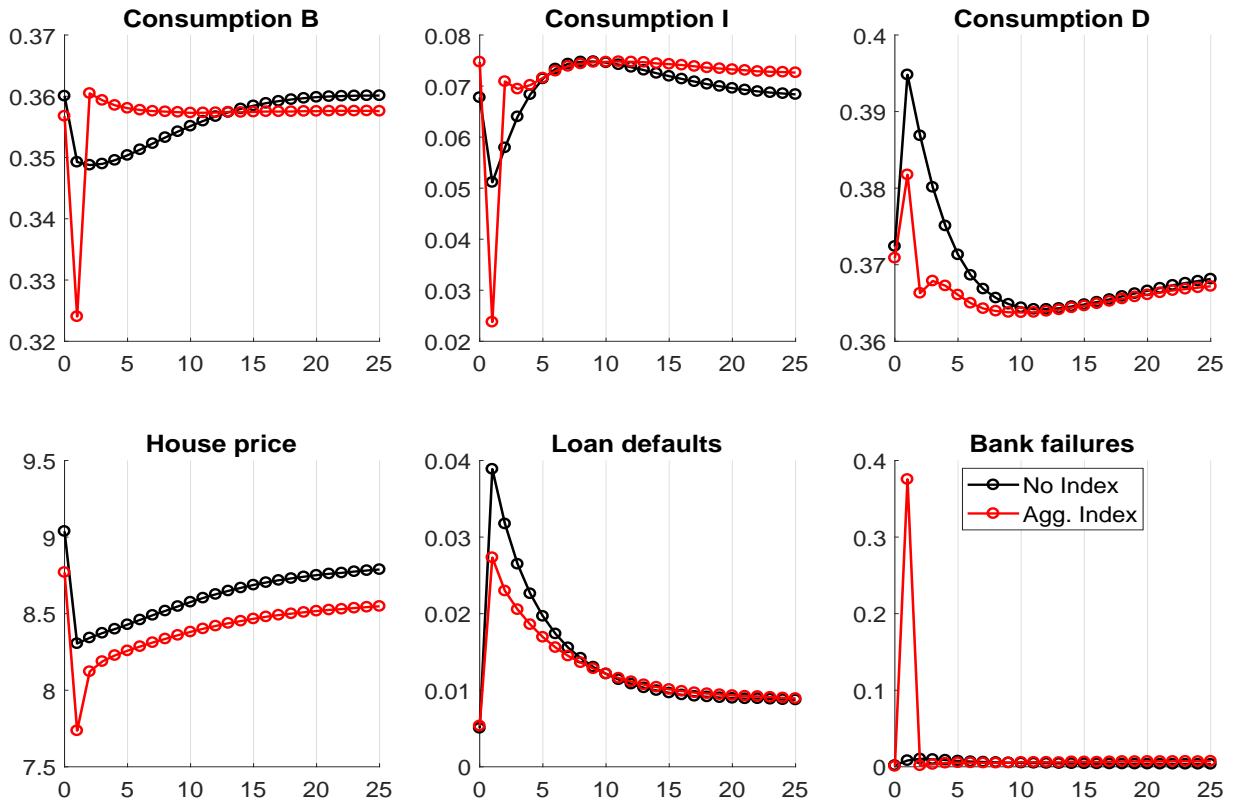 Consumption B
Consumption I
Consumption D
0.37
0.36
0.35
0.34
0.33
0.32
0 5 10 15 20 25
0.08
0.07
0.06
0.05
0.04
0.03
0.02
0 5 10 15 20 25
0.4
0.39
0.38
0.37
0.36
0 5 10 15 20 25
House price
Loan defaults
Bank failures
9.5
9
8.5
8
7.5
0 5 10 15 20 25
0.04
0.03
0.02
0.01
0
0 5 10 15 20 25
0.4
0.3
0.2
0.1
0
0 5 10 15 20 25
No Index
Agg. Index